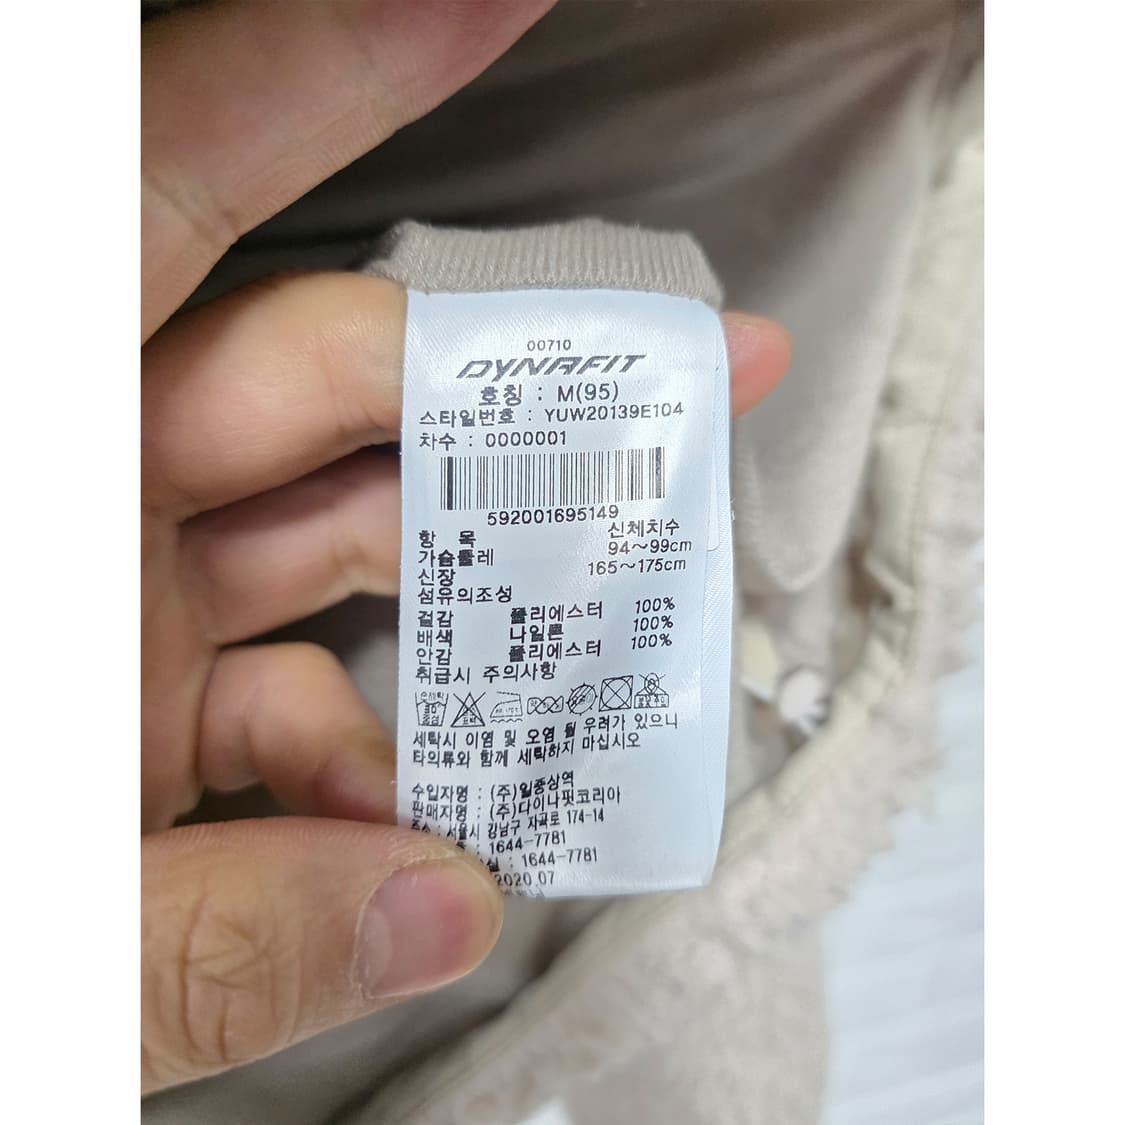 00710
DYNAFIT
호칭 : M(95)
스타일번호 : YUW20139E104
차수 : 0000001
592001695149
항 목 신체치수
가슴둘레 94~99cm
신장 165~175cm
섬유의조성
겉감 폴리에스터 100%
배색 나일론 100%
안감 폴리에스터 100%
취급시 주의사항
세탁시 이염 및 오염 될 우려가 있으니
타의류와 함께 세탁하지 마십시오
수입자명 : (주)일중상역
판매자명 : (주)다이나핏코리아
주소 : 서울시 강남구 자곡로 174-14
: 1644-7781
: 1644-7781
2020.07